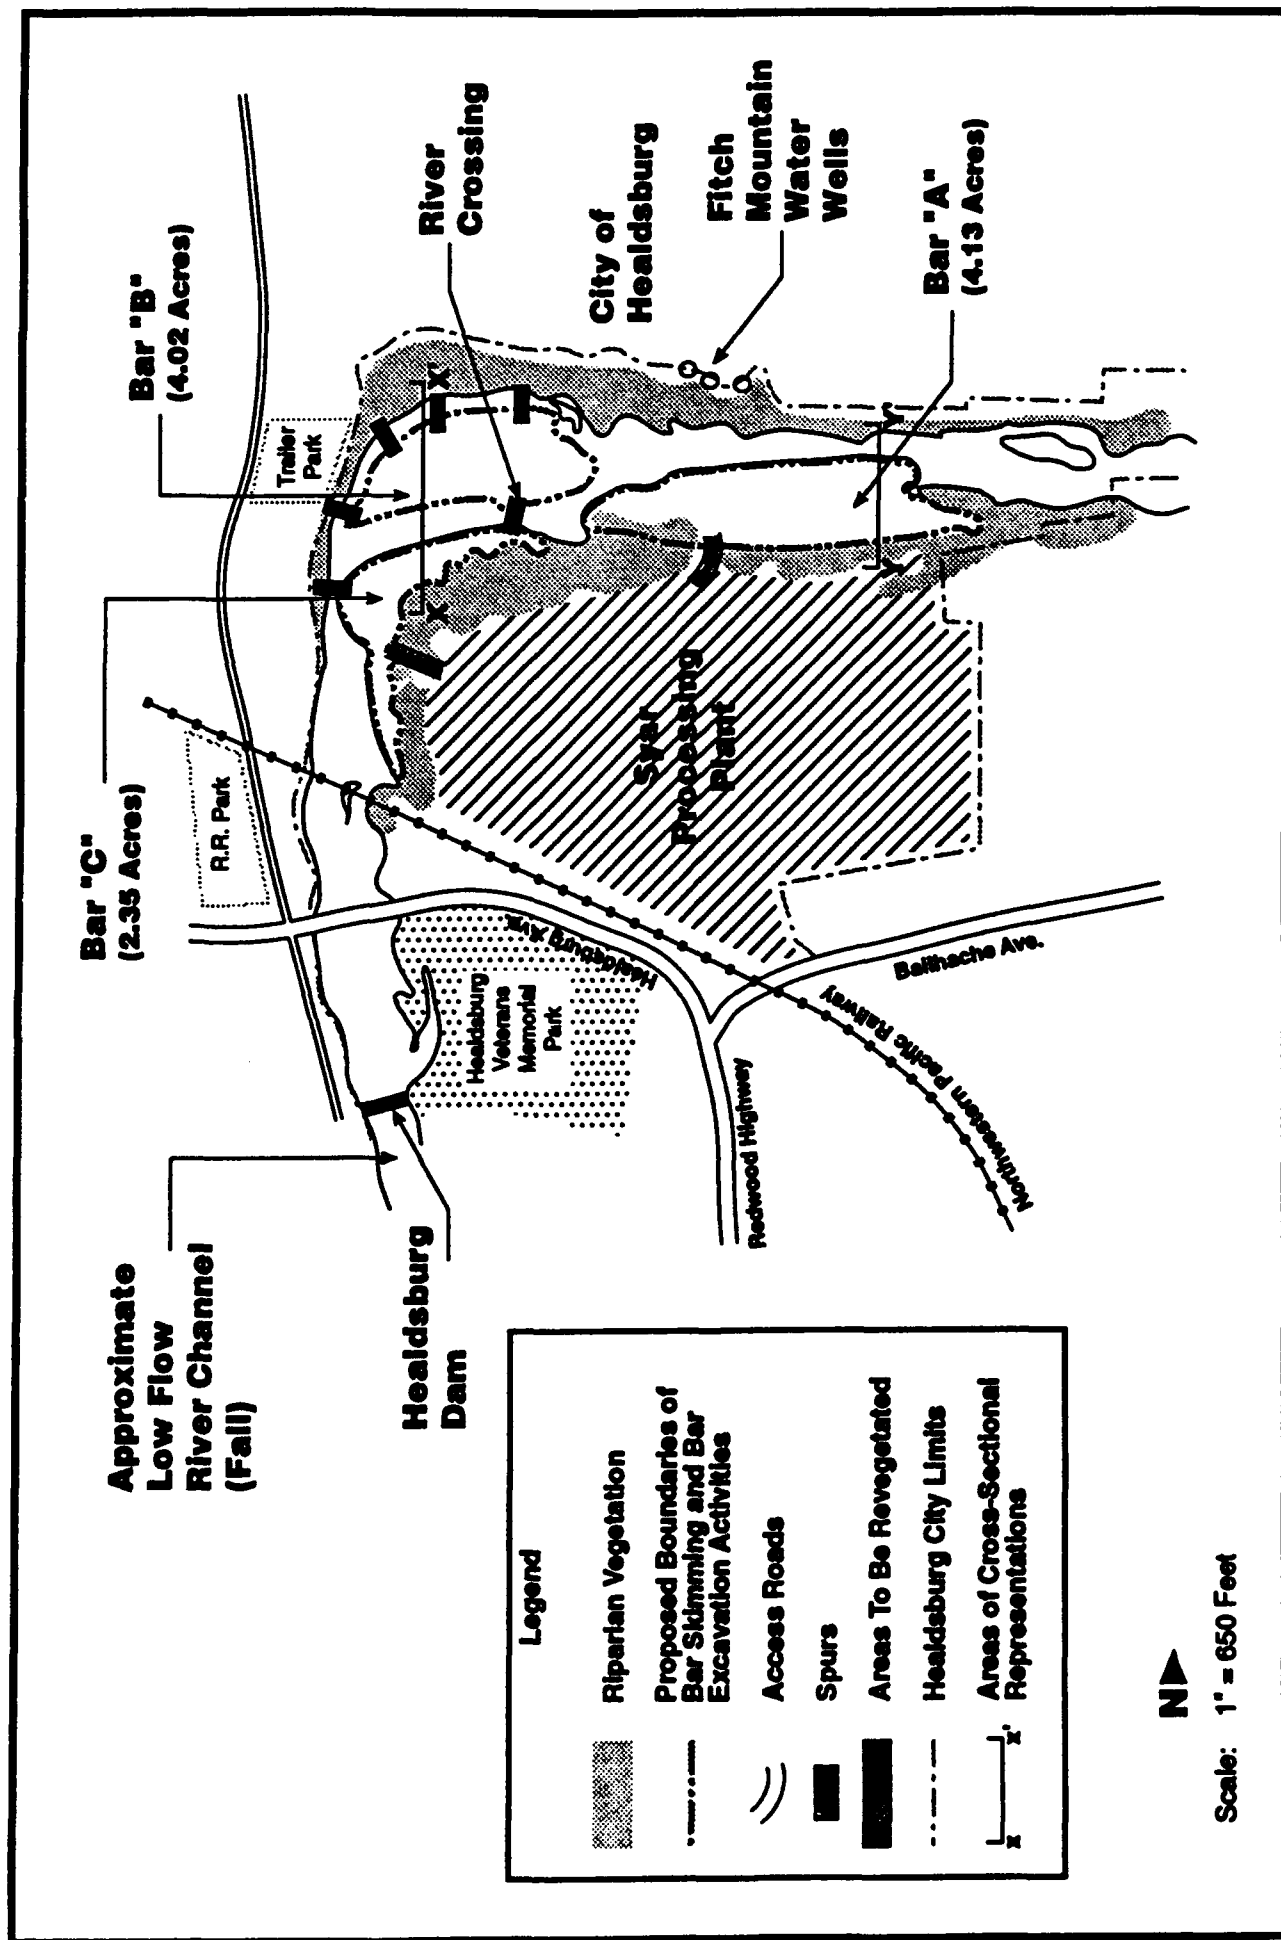 Approximate
Low Flow
River Channel
(Fall)
Healdsburg
Dam
Bar "C"
(2.35 Acres)
Bar "B"
(4.02 Acres)
R.R. Park
Trailer
Park
River
Crossing
City of
Healdsburg
Fitch
Mountain
Water
Wells
Bar "A"
(4.13 Acres)
X
X'
Y
Y'
Syar
Processing
Plant
Healdsburg
Veterans
Memorial
Park
Healdsburg Ave.
Redwood Highway
Bailhache Ave.
Northwestern Pacific Railway
Legend
Riparian Vegetation
Proposed Boundaries of
Bar Skimming and Bar
Excavation Activities
Access Roads
Spurs
Areas To Be Revegetated
Healdsburg City Limits
X
X'
Areas of Cross-Sectional
Representations
N
Scale: 1" = 650 Feet